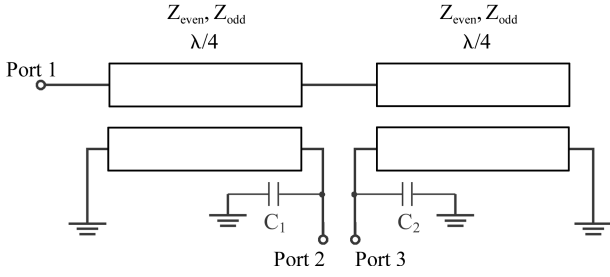 Zeven, Zodd
λ/4
Zeven, Zodd
λ/4
Port 1
C1
C2
Port 2
Port 3